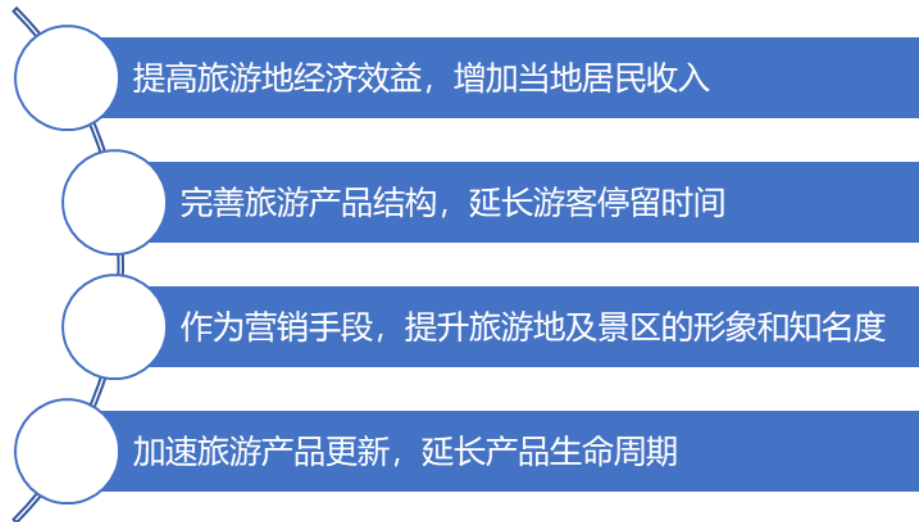 提高旅游地经济效益，增加当地居民收入
完善旅游产品结构，延长游客停留时间
作为营销手段，提升旅游地及景区的形象和知名度
加速旅游产品更新，延长产品生命周期